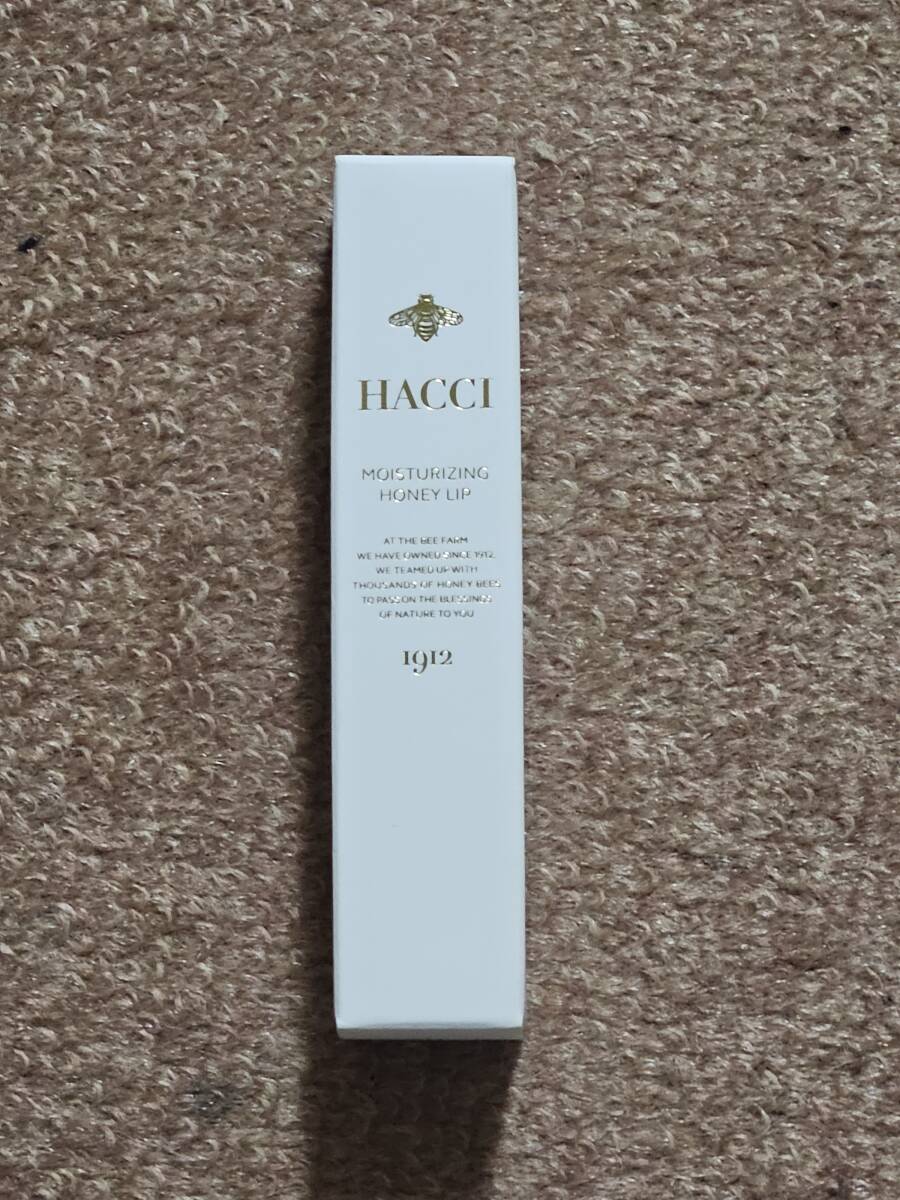 HACCI
MOISTURIZING
HONEY LIP
AT THE BEE FARM
WE HAVE OWNED SINCE 1912,
WE TEAMED UP WITH
THOUSANDS OF HONEY BEES
TO PASS ON THE BLESSINGS
OF NATURE TO YOU
1912